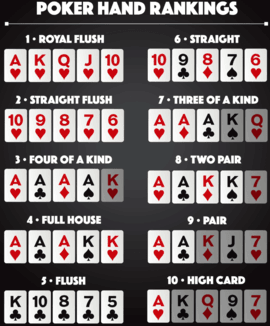 POKER HAND RANKINGS
1 • ROYAL FLUSH
A K Q J 10
2 • STRAIGHT FLUSH
10 9 8 7 6
3 • FOUR OF A KIND
A A A A K
4 • FULL HOUSE
A A A K K
5 • FLUSH
K 10 8 7 5
6 • STRAIGHT
10 9 8 7 6
7 • THREE OF A KIND
A A A K Q
8 • TWO PAIR
A A K K 7
9 • PAIR
A A K J 7
10 • HIGH CARD
A K Q 9 7